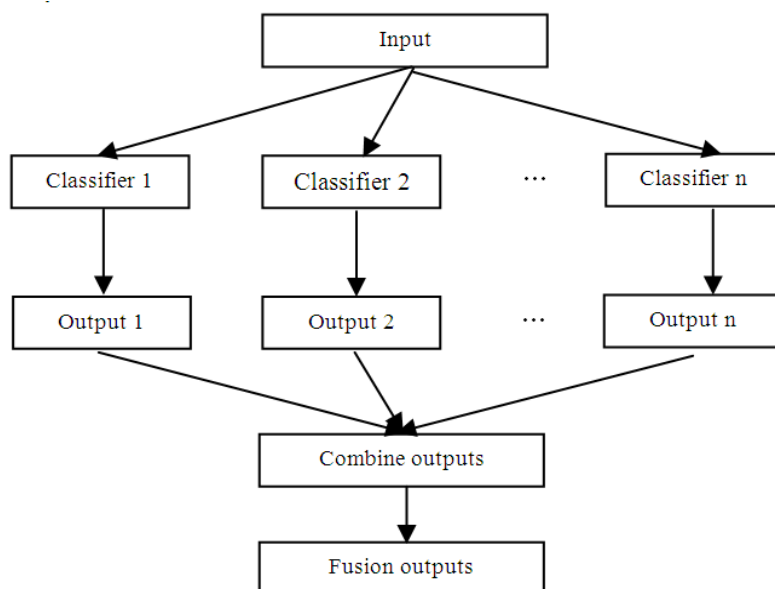 Input
Classifier 1
Classifier 2
...
Classifier n
Output 1
Output 2
...
Output n
Combine outputs
Fusion outputs